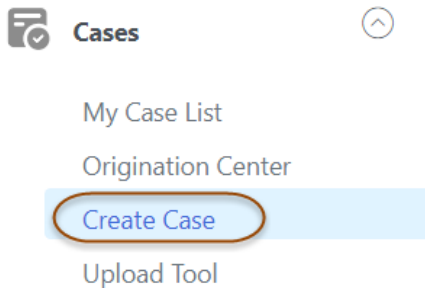 Cases
My Case List
Origination Center
Create Case
Upload Tool